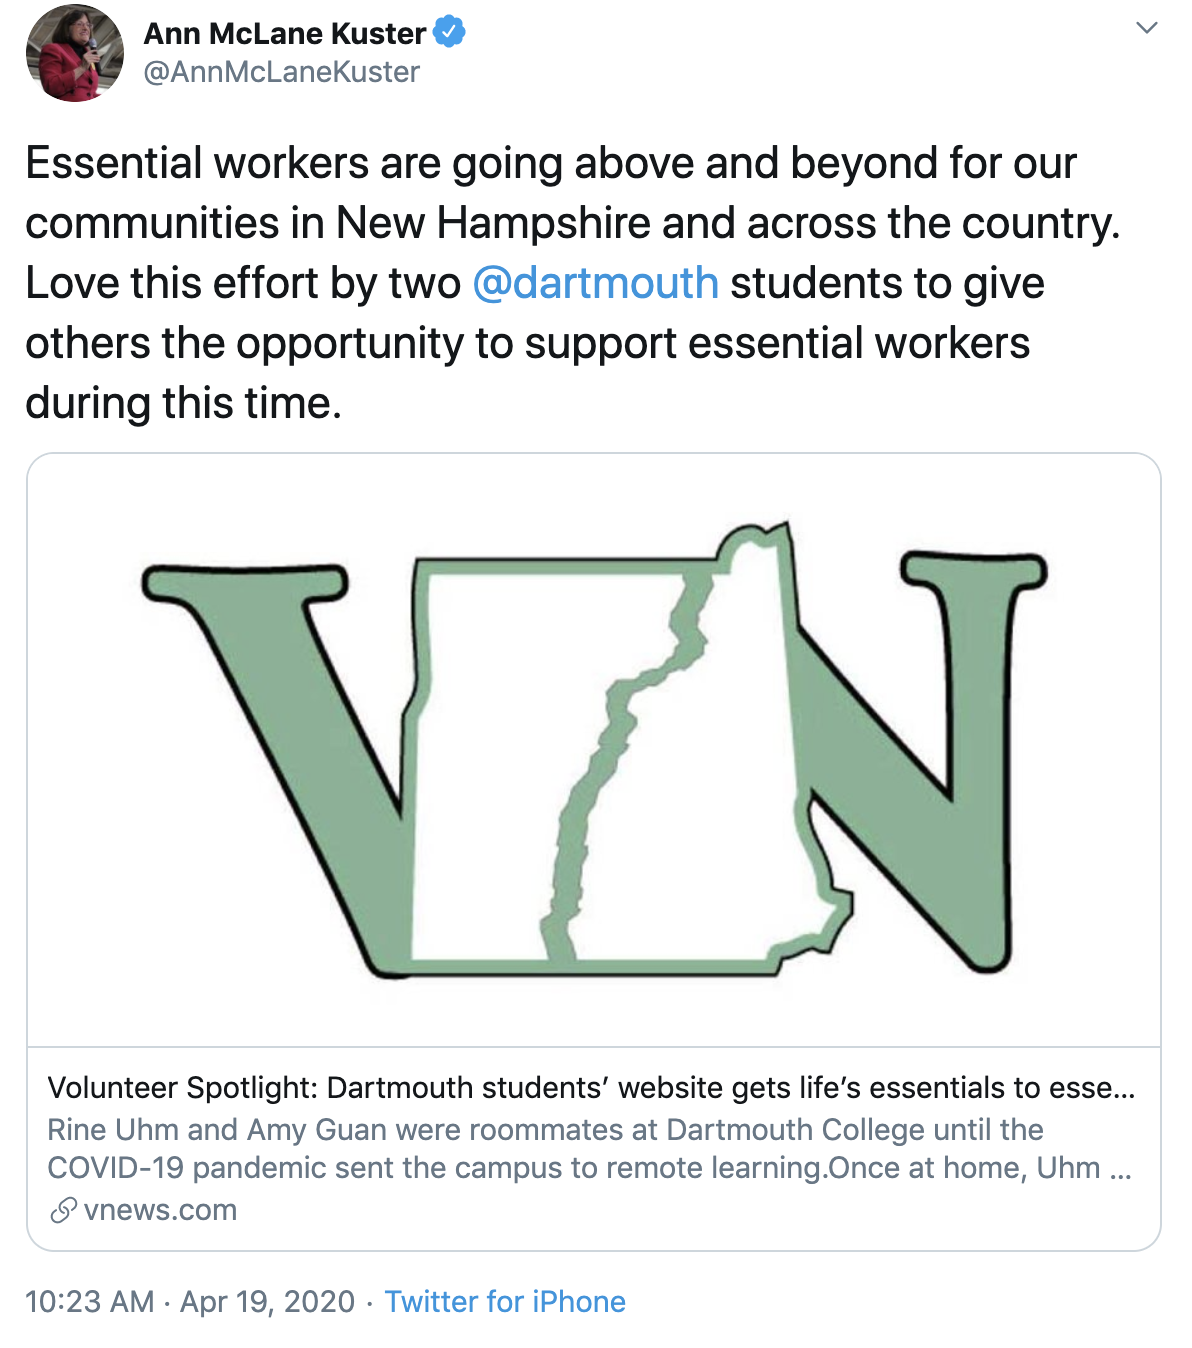 Ann McLane Kuster
@AnnMcLaneKuster
Essential workers are going above and beyond for our
communities in New Hampshire and across the country.
Love this effort by two @dartmouth students to give
others the opportunity to support essential workers
during this time.
VN
Volunteer Spotlight: Dartmouth students’ website gets life’s essentials to esse...
Rine Uhm and Amy Guan were roommates at Dartmouth College until the
COVID-19 pandemic sent the campus to remote learning.Once at home, Uhm ...
vnews.com
10:23 AM · Apr 19, 2020 · Twitter for iPhone